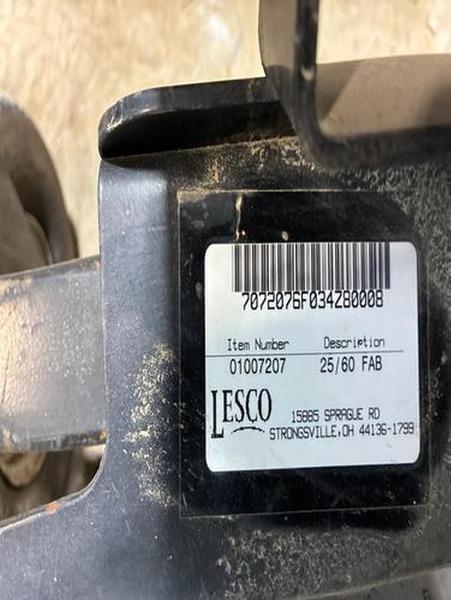 7072076F034Z80008
Item Number Description
01007207 25/60 FAB
LESCO
15885 SPRAGUE RD
STRONGSVILLE,OH 44136-1799